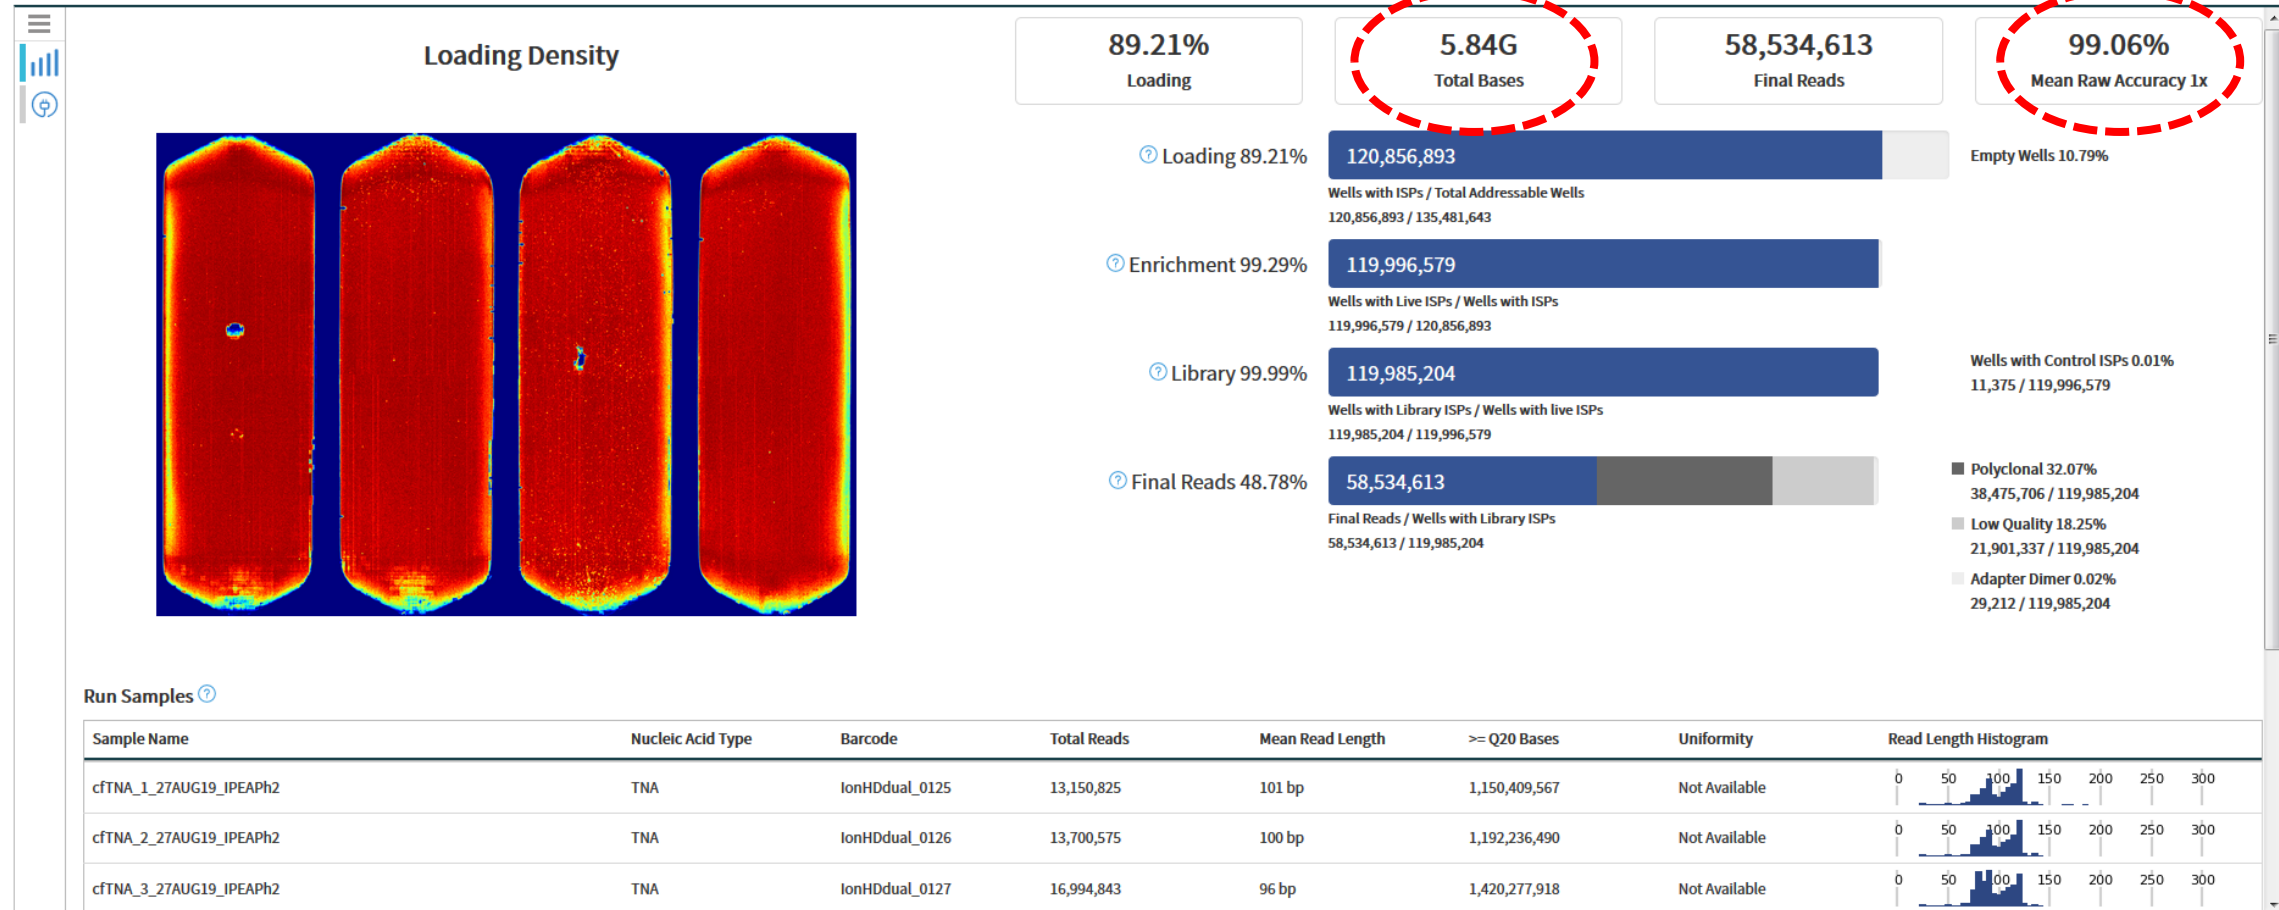 Loading Density
89.21%
Loading
5.84G
Total Bases
58,534,613
Final Reads
99.06%
Mean Raw Accuracy 1x
? Loading 89.21%
120,856,893
Empty Wells 10.79%
Wells with ISPs / Total Addressable Wells
120,856,893 / 135,481,643
? Enrichment 99.29%
119,996,579
Wells with Live ISPs / Wells with ISPs
119,996,579 / 120,856,893
? Library 99.99%
119,985,204
Wells with Control ISPs 0.01%
11,375 / 119,996,579
Wells with Library ISPs / Wells with live ISPs
119,985,204 / 119,996,579
? Final Reads 48.78%
58,534,613
Final Reads / Wells with Library ISPs
58,534,613 / 119,985,204
Polyclonal 32.07%
38,475,706 / 119,985,204
Low Quality 18.25%
21,901,337 / 119,985,204
Adapter Dimer 0.02%
29,212 / 119,985,204
Run Samples ?
Sample Name Nucleic Acid Type Barcode Total Reads Mean Read Length >= Q20 Bases Uniformity Read Length Histogram
cfTNA_1_27AUG19_IPEAPh2 TNA IonHDdual_0125 13,150,825 101 bp 1,150,409,567 Not Available 0 50 100 150 200 250 300
cfTNA_2_27AUG19_IPEAPh2 TNA IonHDdual_0126 13,700,575 100 bp 1,192,236,490 Not Available 0 50 100 150 200 250 300
cfTNA_3_27AUG19_IPEAPh2 TNA IonHDdual_0127 16,994,843 96 bp 1,420,277,918 Not Available 0 50 100 150 200 250 300